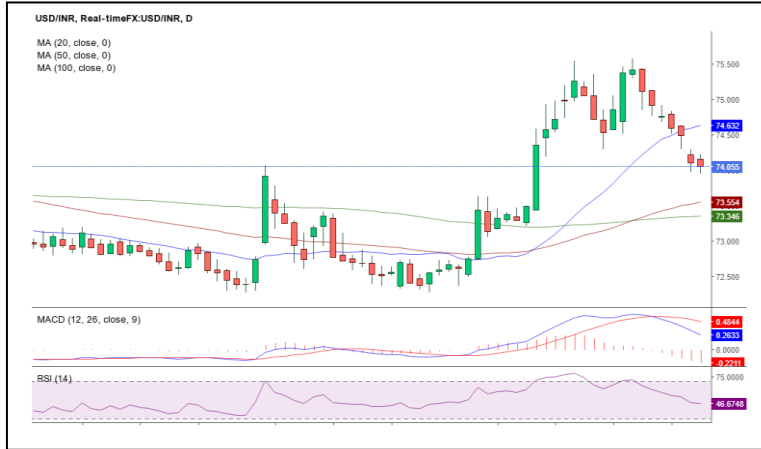 USD/INR, Real-timeFX:USD/INR, D
MA (20, close, 0)
MA (50, close, 0)
MA (100, close, 0)
75.500
75.000
74.632
74.500
74.055
73.554
73.346
73.000
72.500
MACD (12, 26, close, 9)
0.4844
0.2633
0.0000
-0.2211
RSI (14)
75.0000
46.6748